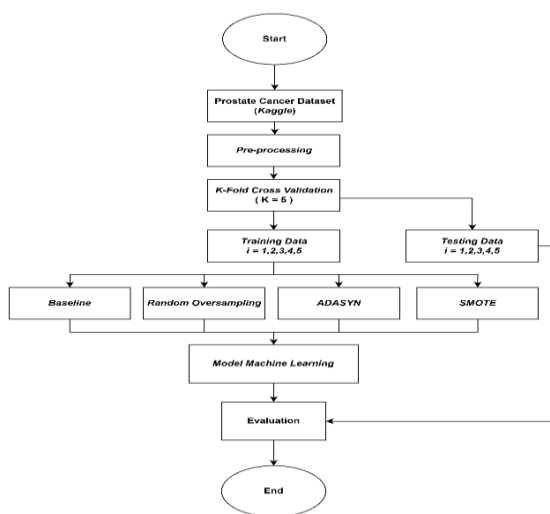 Start
Prostate Cancer Dataset
(Kaggle)
Pre-processing
K-Fold Cross Validation
( K = 5 )
Training Data
i = 1,2,3,4,5
Testing Data
i = 1,2,3,4,5
Baseline
Random Oversampling
ADASYN
SMOTE
Model Machine Learning
Evaluation
End